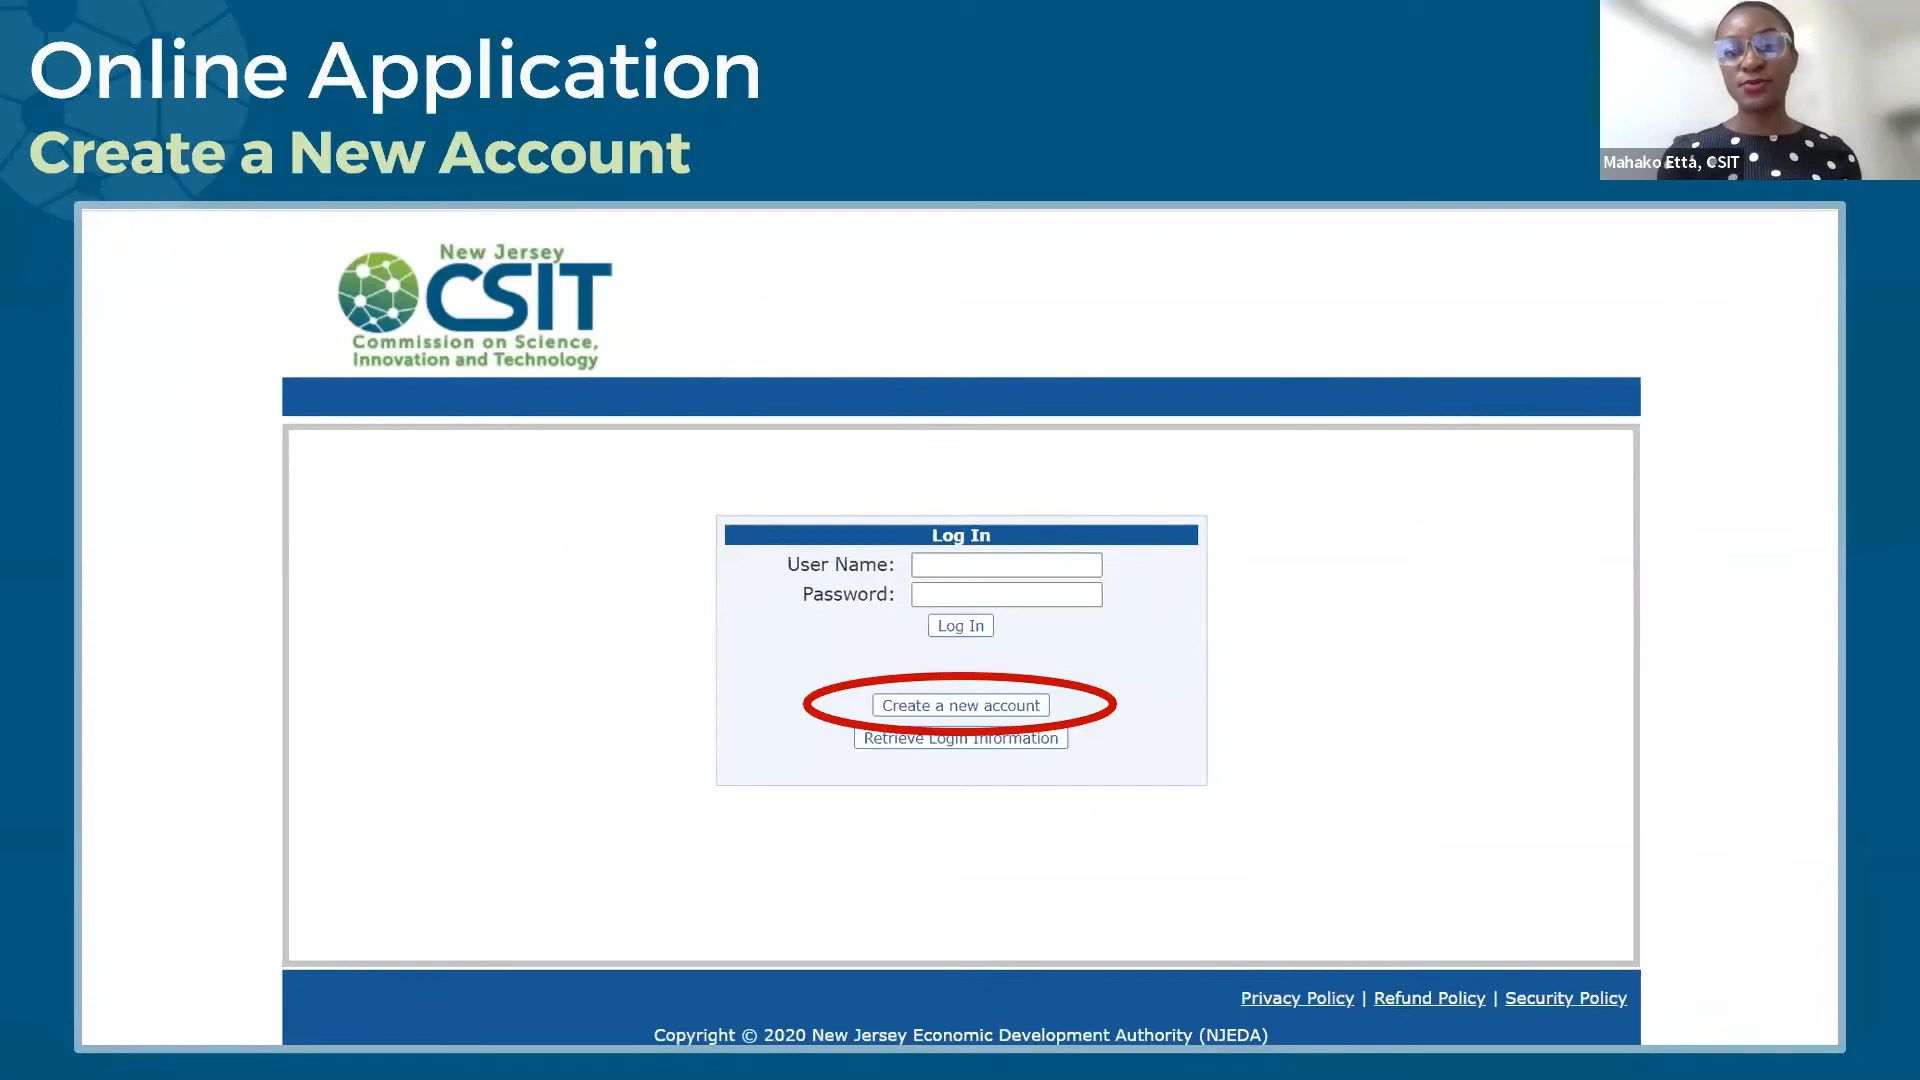 Online Application
Create a New Account
Mahako Etta, CSIT
New Jersey
CSIT
Commission on Science,
Innovation and Technology
Log In
User Name:
Password:
Log In
Create a new account
Retrieve Login Information
Privacy Policy | Refund Policy | Security Policy
Copyright © 2020 New Jersey Economic Development Authority (NJEDA)